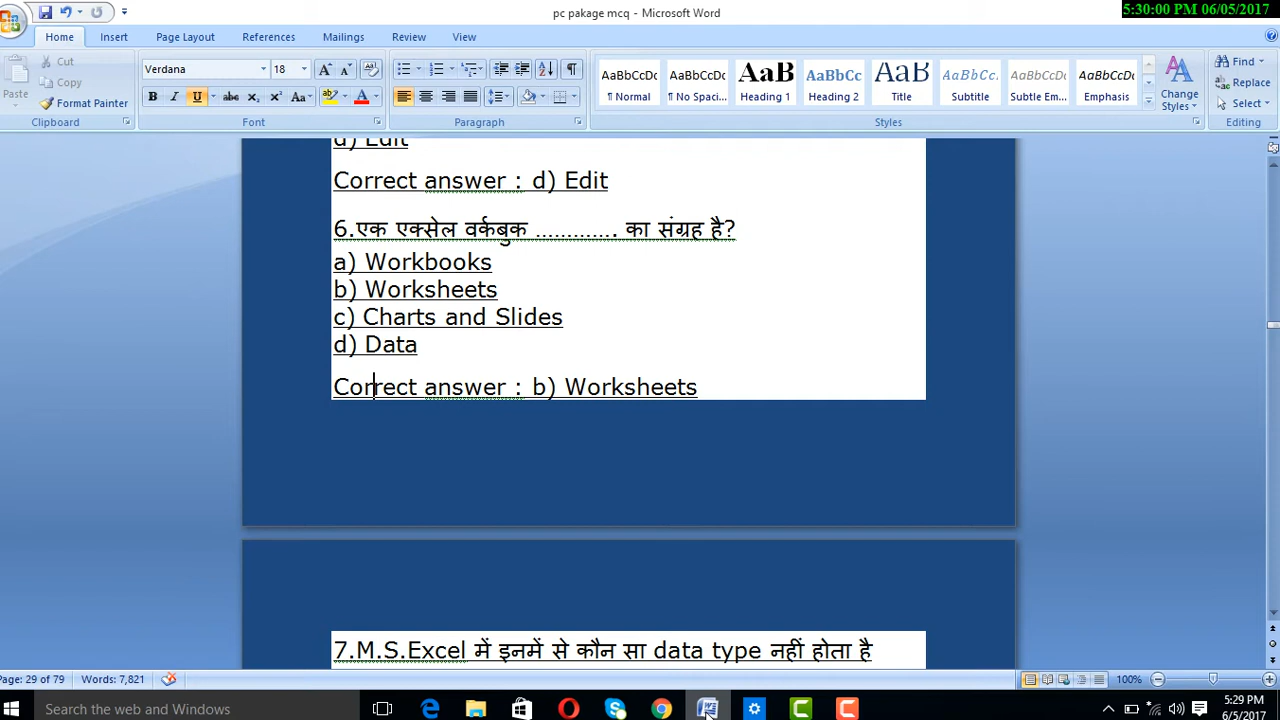 pc pakage mcq - Microsoft Word
5:30:00 PM 06/05/2017
Home Insert Page Layout References Mailings Review View
Paste
Cut
Copy
Format Painter
Clipboard
Verdana 18
Font
Paragraph
AaBbCcDc AaBbCcDc AaB AaBbCc AaB AaBbCc AaBbCcDc AaBbCcDc
¶ Normal ¶ No Spaci... Heading 1 Heading 2 Title Subtitle Subtle Em... Emphasis
Change Styles
Styles
Find
Replace
Select
Editing
d) Edit
Correct answer : d) Edit
6.एक एक्सेल वर्कबुक ............. का संग्रह है?
a) Workbooks
b) Worksheets
c) Charts and Slides
d) Data
Correct answer : b) Worksheets
7.M.S.Excel में इनमें से कौन सा data type नहीं होता है
Page: 29 of 79 Words: 7,821 100%
Search the web and Windows
5:29 PM
6/5/2017